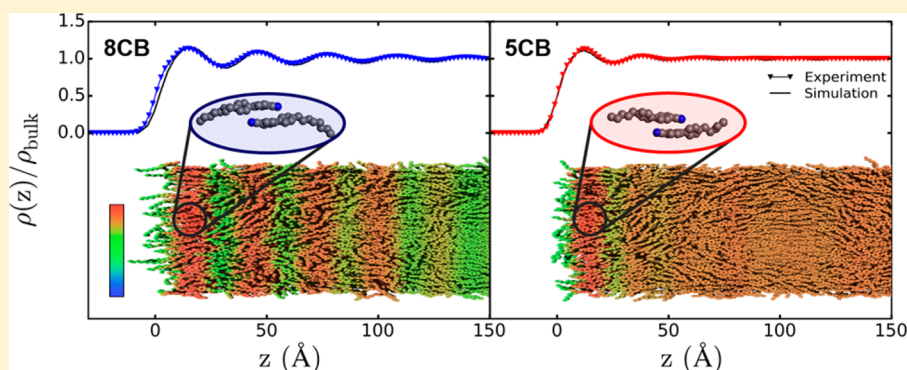 1.5
8CB
5CB
1.0
Experiment
Simulation
0.5
0.0
ρ(z)/ρbulk
0 50 100 150
0 50 100 150
z (Å)
z (Å)